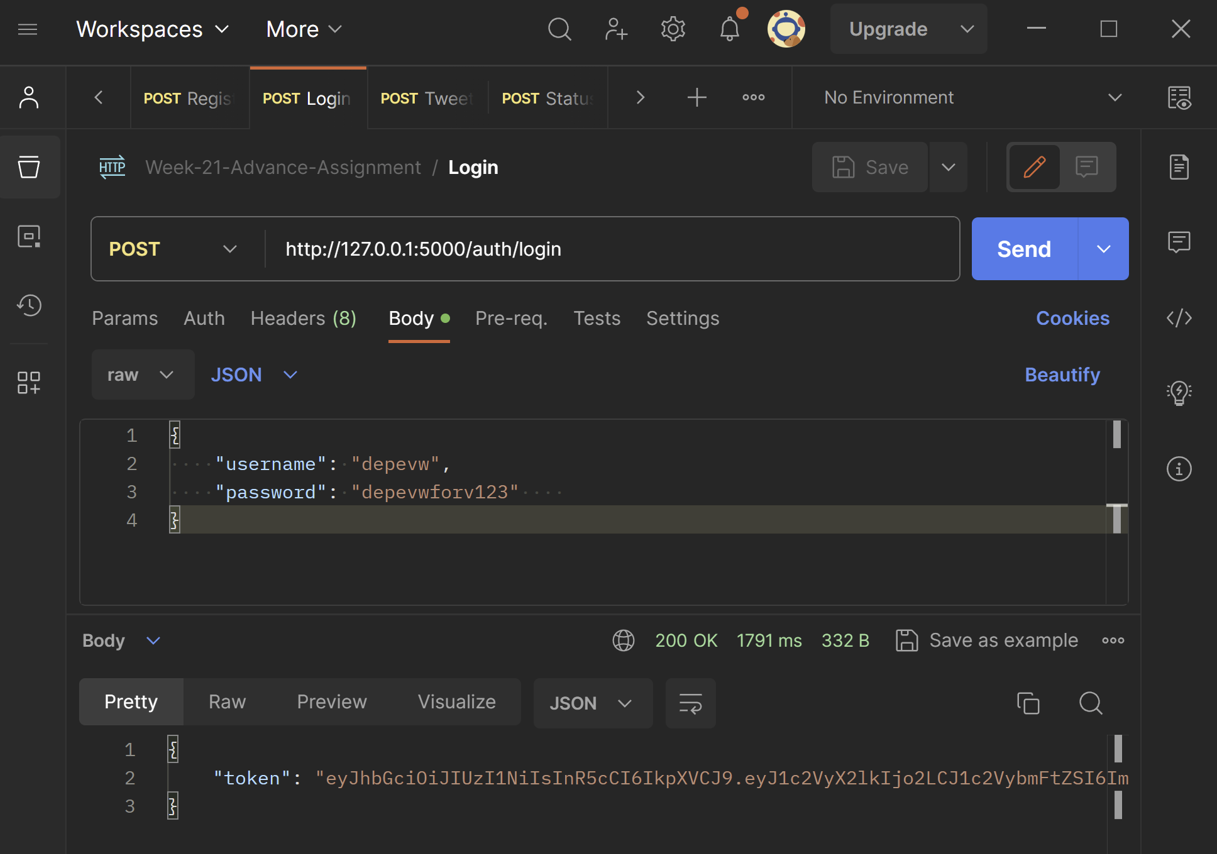 Workspaces More Upgrade
POST Regis POST Login POST Tweet POST Statu No Environment
HTTP Week-21-Advance-Assignment / Login Save
POST http://127.0.0.1:5000/auth/login Send
Params Auth Headers (8) Body Pre-req. Tests Settings Cookies
raw JSON Beautify
1 {
2 "username": "depevw",
3 "password": "depevwforv123"
4 }
Body 200 OK 1791 ms 332 B Save as example
Pretty Raw Preview Visualize JSON
1 {
2 "token": "eyJhbGciOiJIUzI1NiIsInR5cCI6IkpXVCJ9.eyJ1c2VyX2lkIjo2LCJ1c2VybmFtZSI6Im
3 }